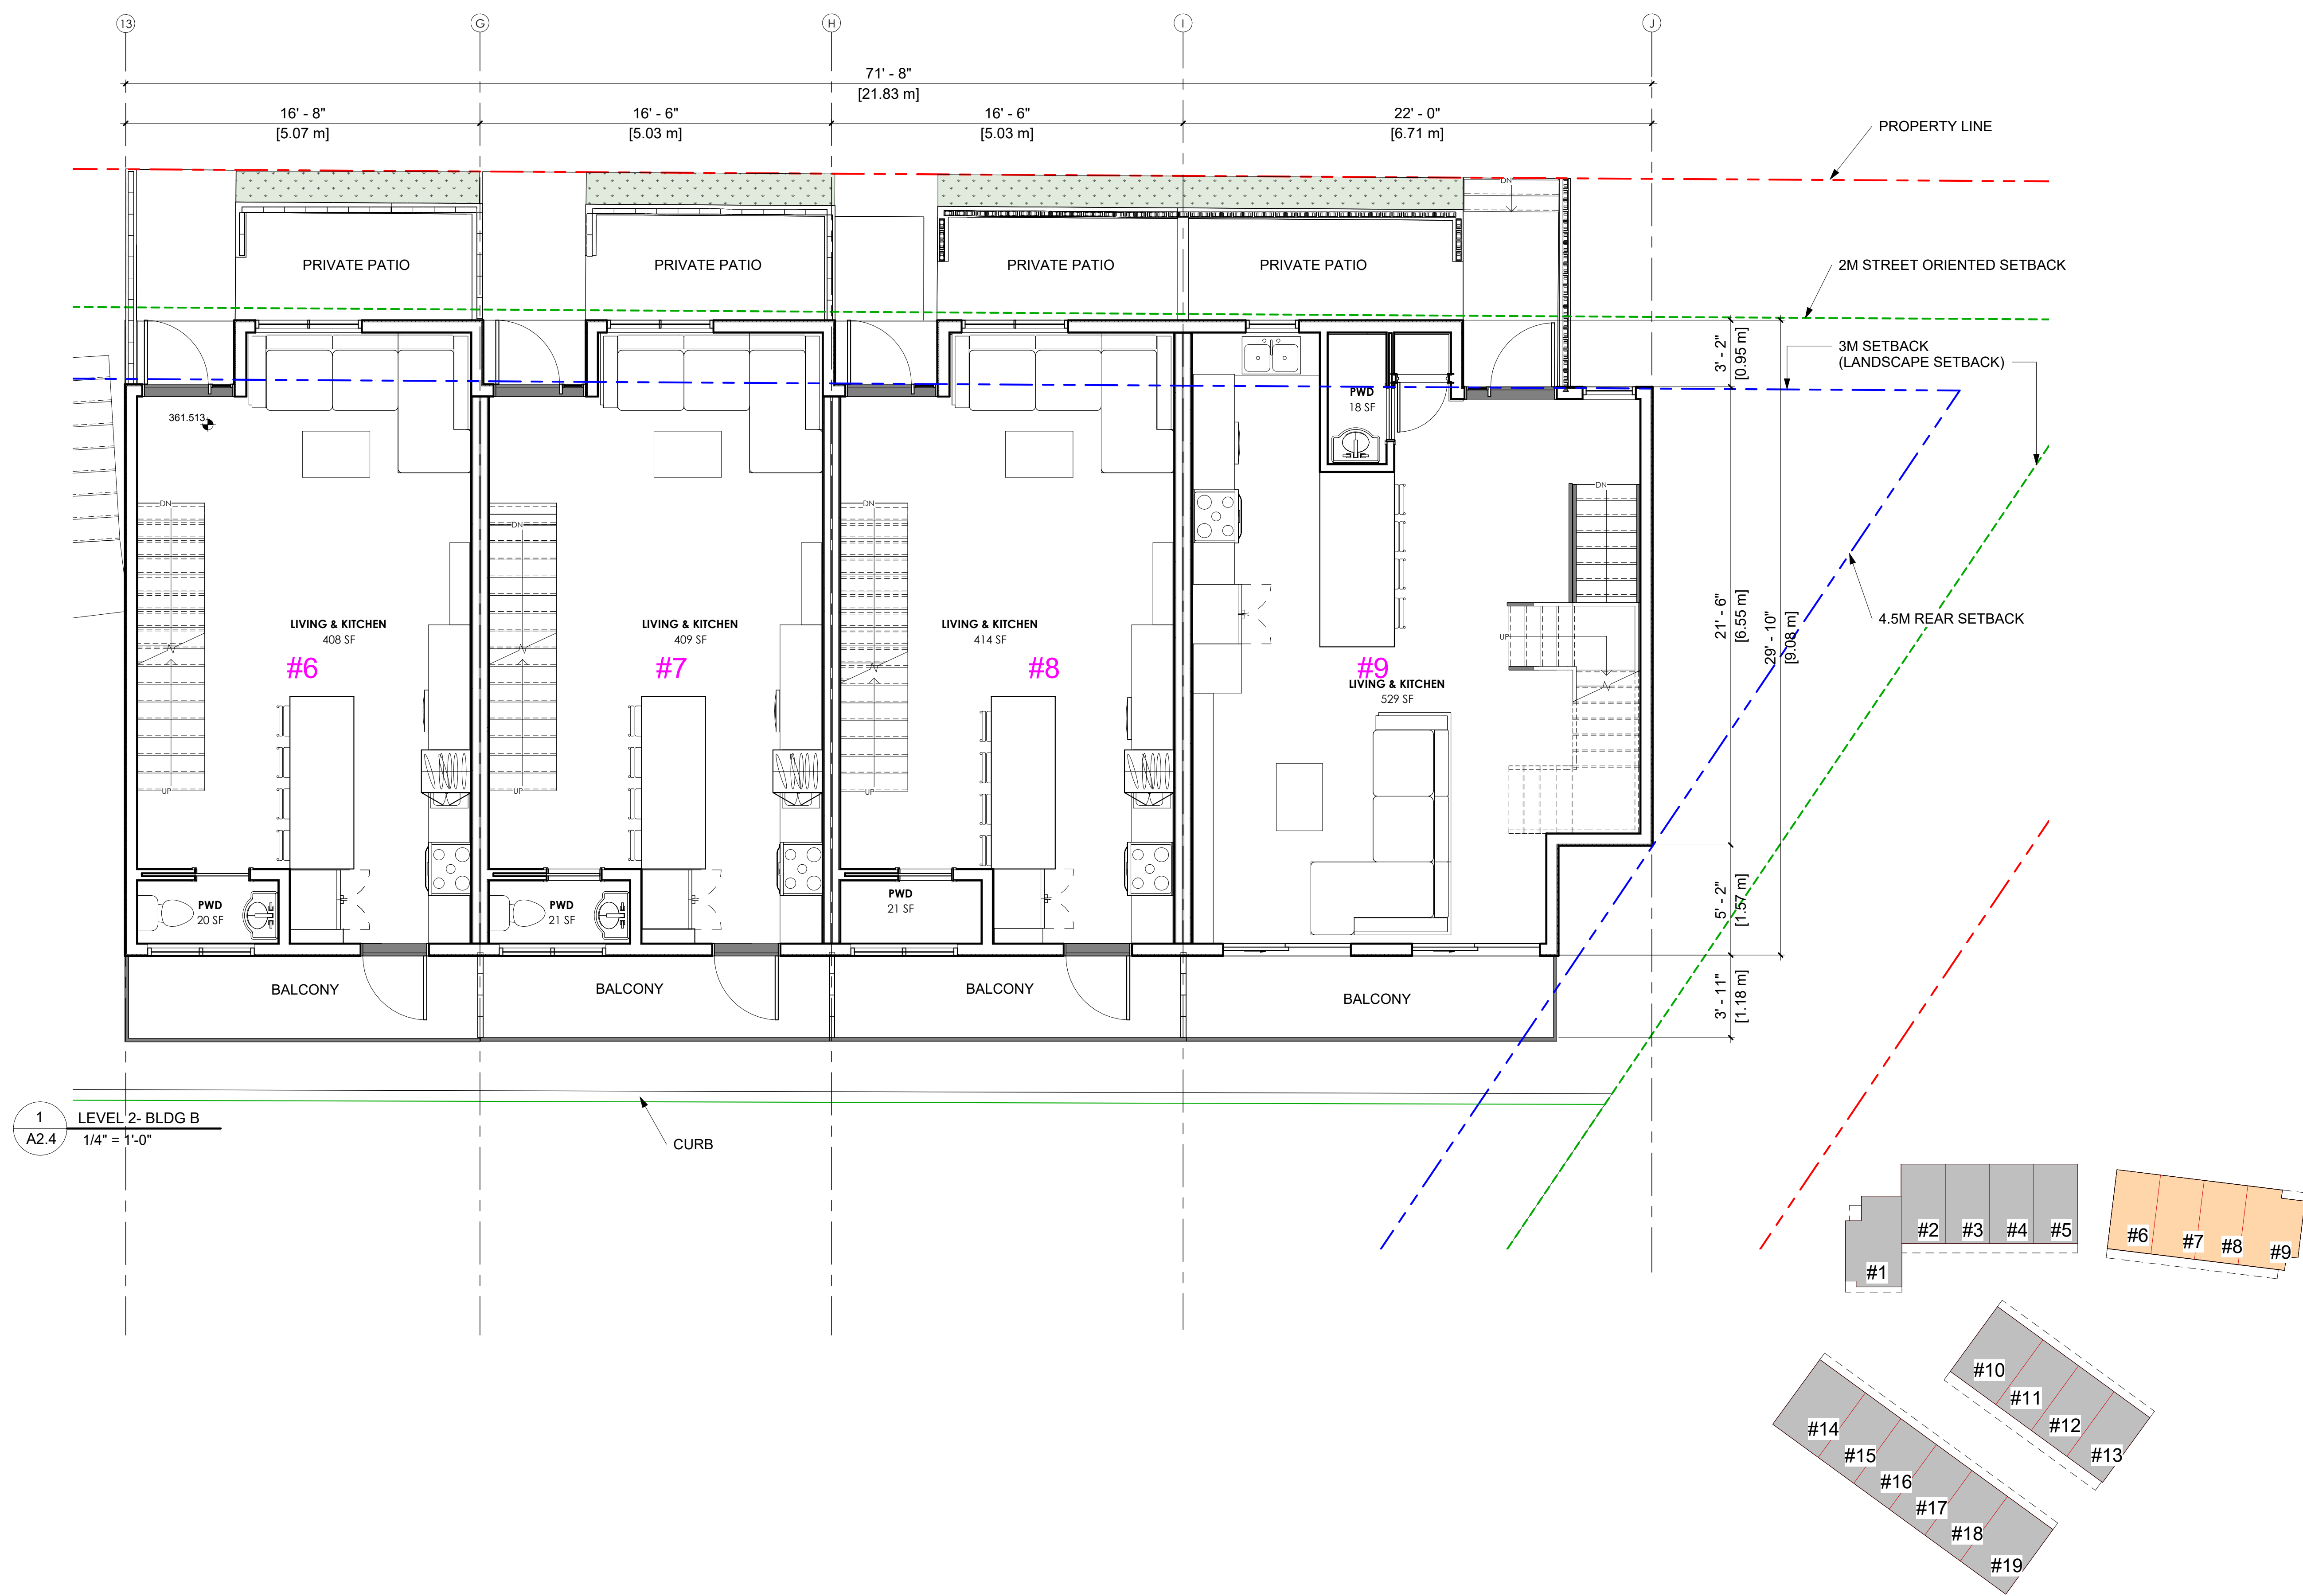 13
G
H
I
J
71' - 8"
[21.83 m]
16' - 8"
[5.07 m]
16' - 6"
[5.03 m]
16' - 6"
[5.03 m]
22' - 0"
[6.71 m]
PROPERTY LINE
DN
PRIVATE PATIO
PRIVATE PATIO
PRIVATE PATIO
PRIVATE PATIO
2M STREET ORIENTED SETBACK
3' - 2"
[0.95 m]
3M SETBACK
(LANDSCAPE SETBACK)
PWD
18 SF
361.513
DN
DN
DN
DN
UP
LIVING & KITCHEN
408 SF
#6
LIVING & KITCHEN
409 SF
#7
LIVING & KITCHEN
414 SF
#8
#9
LIVING & KITCHEN
529 SF
21' - 6"
[6.55 m]
29' - 10"
[9.08 m]
4.5M REAR SETBACK
UP
UP
UP
PWD
20 SF
PWD
21 SF
PWD
21 SF
5' - 2"
[1.57 m]
BALCONY
BALCONY
BALCONY
BALCONY
3' - 11"
[1.18 m]
1
A2.4
LEVEL 2- BLDG B
1/4" = 1'-0"
CURB
#1
#2
#3
#4
#5
#6
#7
#8
#9
#10
#11
#12
#13
#14
#15
#16
#17
#18
#19